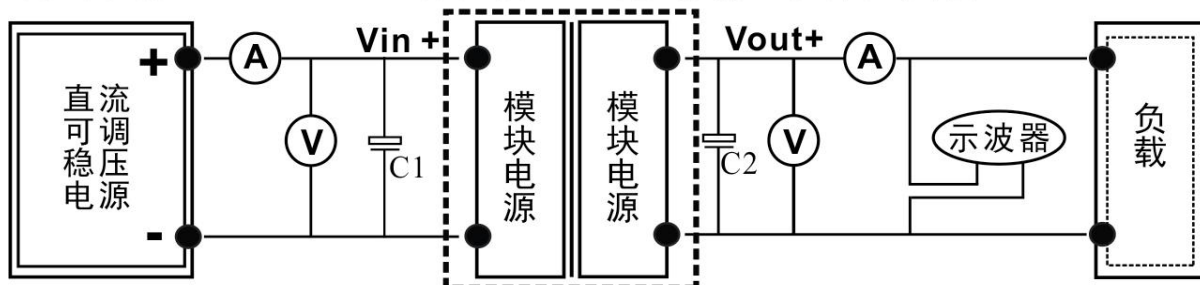 +
直流
可调
稳压
电源
-
A
V
Vin +
C1
模块电源
模块电源
Vout+
C2
V
A
示波器
负载